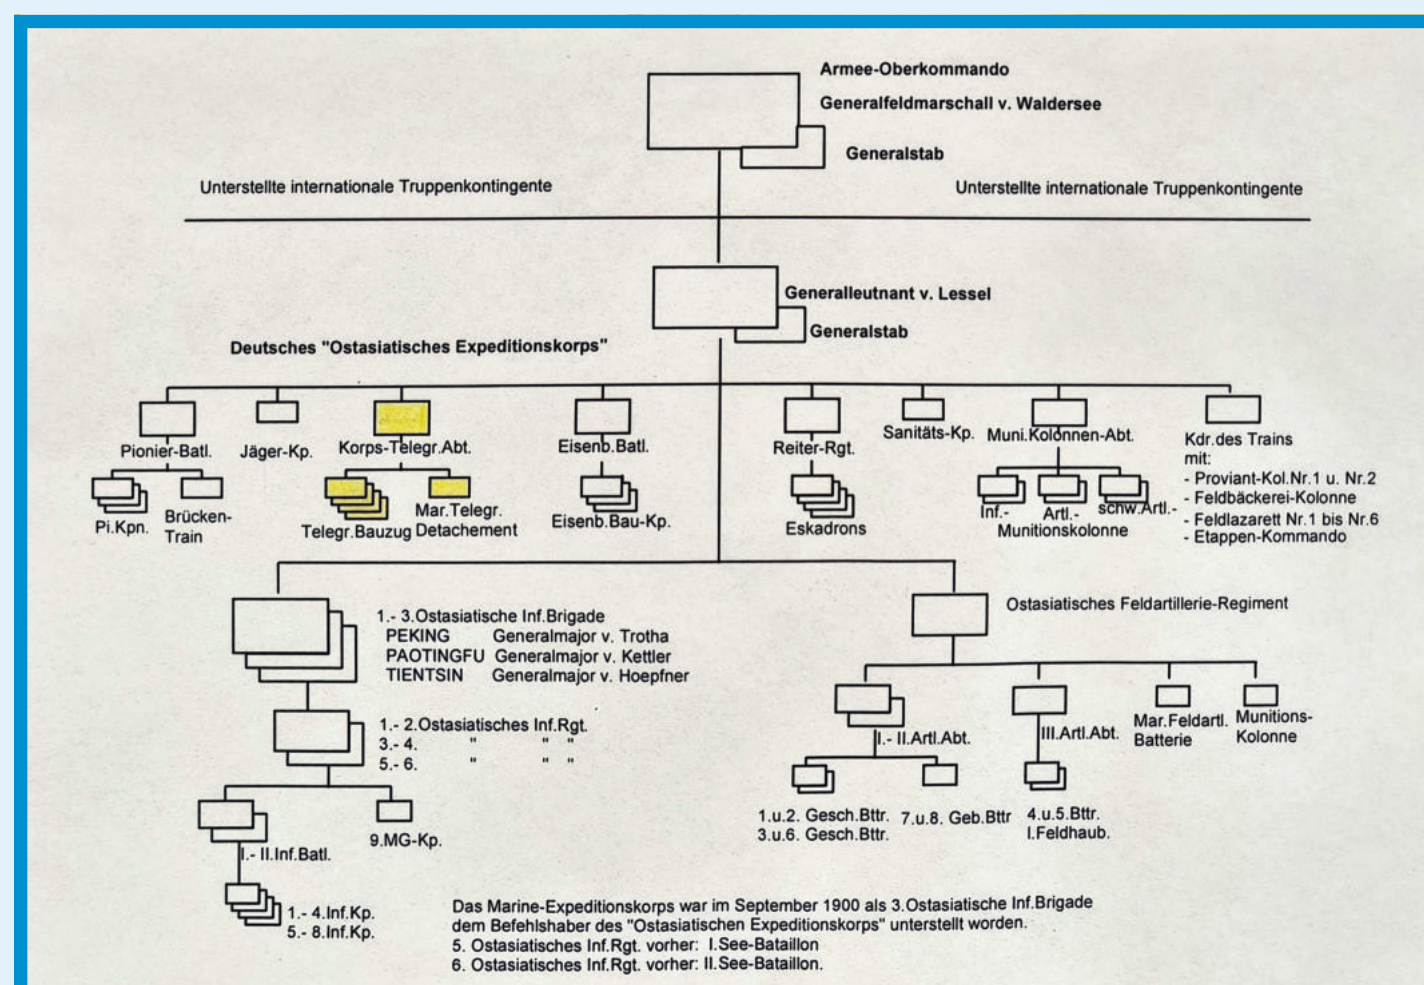 Armee-Oberkommando
Generalfeldmarschall v. Waldersee
Generalstab
Unterstellte internationale Truppenkontingente
Unterstellte internationale Truppenkontingente
Generalleutnant v. Lessel
Generalstab
Deutsches "Ostasiatisches Expeditionskorps"
Pionier-Batl.
Jäger-Kp.
Korps-Telegr.Abt.
Eisenb.Batl.
Reiter-Rgt.
Sanitäts-Kp.
Muni.Kolonnen-Abt.
Kdr.des Trains
mit:
- Proviant-Kol.Nr.1 u. Nr.2
- Feldbäckerei-Kolonne
- Feldlazarett Nr.1 bis Nr.6
- Etappen-Kommando
Pi.Kpn.
Brücken-
Train
Telegr.Bauzug
Mar.Telegr.
Detachement
Eisenb.Bau-Kp.
Eskadrons
Inf.-
Artl.-
schw.Artl.-
Munitionskolonne
1.- 3.Ostasiatische Inf.Brigade
PEKING Generalmajor v. Trotha
PAOTINGFU Generalmajor v. Kettler
TIENTSIN Generalmajor v. Hoepfner
Ostasiatisches Feldartillerie-Regiment
1.- 2.Ostasiatisches Inf.Rgt.
3.- 4. " " "
5.- 6. " " "
I.- II.Artl.Abt.
III.Artl.Abt.
Mar.Feldartl.
Batterie
Munitions-
Kolonne
I.- II.Inf.Batl.
9.MG-Kp.
1.u.2. Gesch.Bttr.
3.u.6. Gesch.Bttr.
7.u.8. Geb.Bttr
4.u.5.Bttr.
l.Feldhaub.
1.- 4.Inf.Kp.
5.- 8.Inf.Kp.
Das Marine-Expeditionskorps war im September 1900 als 3.Ostasiatische Inf.Brigade
dem Befehlshaber des "Ostasiatischen Expeditionskorps" unterstellt worden.
5. Ostasiatisches Inf.Rgt. vorher: I.See-Bataillon
6. Ostasiatisches Inf.Rgt. vorher: II.See-Bataillon.